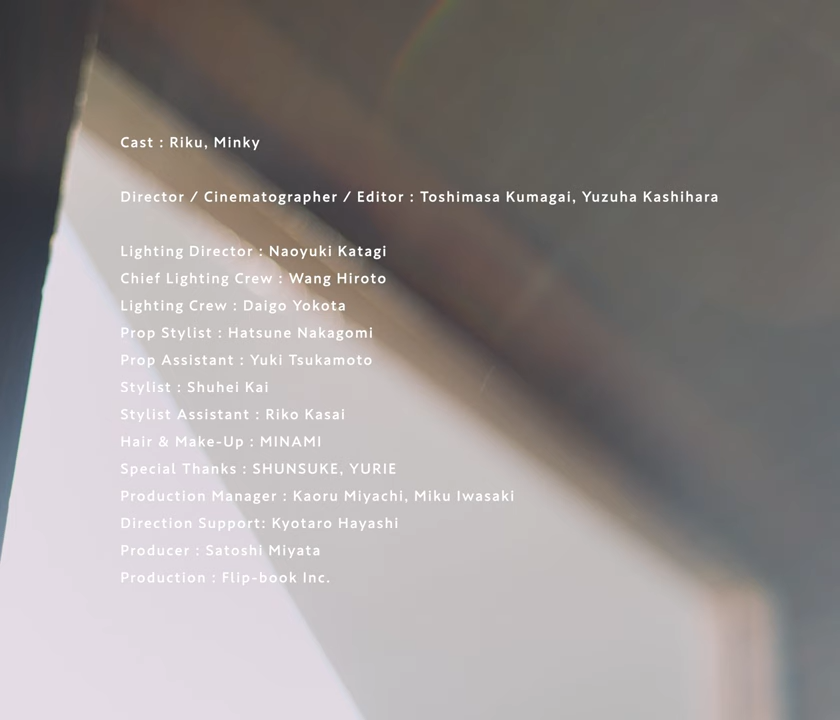 Cast : Riku, Minky
Director / Cinematographer / Editor : Toshimasa Kumagai, Yuzuha Kashihara
Lighting Director : Naoyuki Katagi
Chief Lighting Crew : Wang Hiroto
Lighting Crew : Daigo Yokota
Prop Stylist : Hatsune Nakagomi
Prop Assistant : Yuki Tsukamoto
Stylist : Shuhei Kai
Stylist Assistant : Riko Kasai
Hair & Make-Up : MINAMI
Special Thanks : SHUNSUKE, YURIE
Production Manager : Kaoru Miyachi, Miku Iwasaki
Direction Support: Kyotaro Hayashi
Producer : Satoshi Miyata
Production : Flip-book Inc.